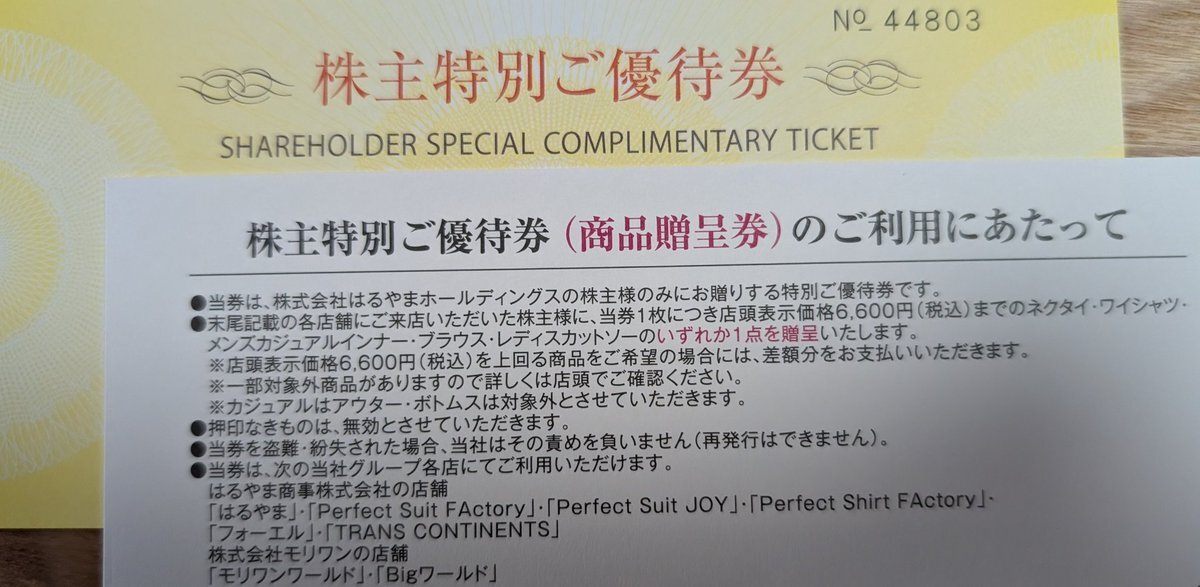 № 44803
株主特別ご優待券
SHAREHOLDER SPECIAL COMPLIMENTARY TICKET
株主特別ご優待券(商品贈呈券)のご利用にあたって
●当券は、株式会社はるやまホールディングスの株主様のみにお贈りする特別ご優待券です。
●末尾記載の各店舗にご来店いただいた株主様に、当券1枚につき店頭表示価格6,600円(税込)までのネクタイ・ワイシャツ・
メンズカジュアルインナー・ブラウス・レディスカットソーのいずれか1点を贈呈いたします。
※店頭表示価格6,600円(税込)を上回る商品をご希望の場合には、差額分をお支払いいただきます。
※一部対象外商品がありますので詳しくは店頭でご確認ください。
※カジュアルはアウター・ボトムスは対象外とさせていただきます。
●押印なきものは、無効とさせていただきます。
●当券を盗難・紛失された場合、当社はその責めを負いません(再発行はできません)。
●当券は、次の当社グループ各店にてご利用いただけます。
はるやま商事株式会社の店舗
「はるやま」・「Perfect Suit FActory」・「Perfect Suit JOY」・「Perfect Shirt FActory」・
「フォーエル」・「TRANS CONTINENTS」
株式会社モリワンの店舗
「モリワンワールド」・「Bigワールド」